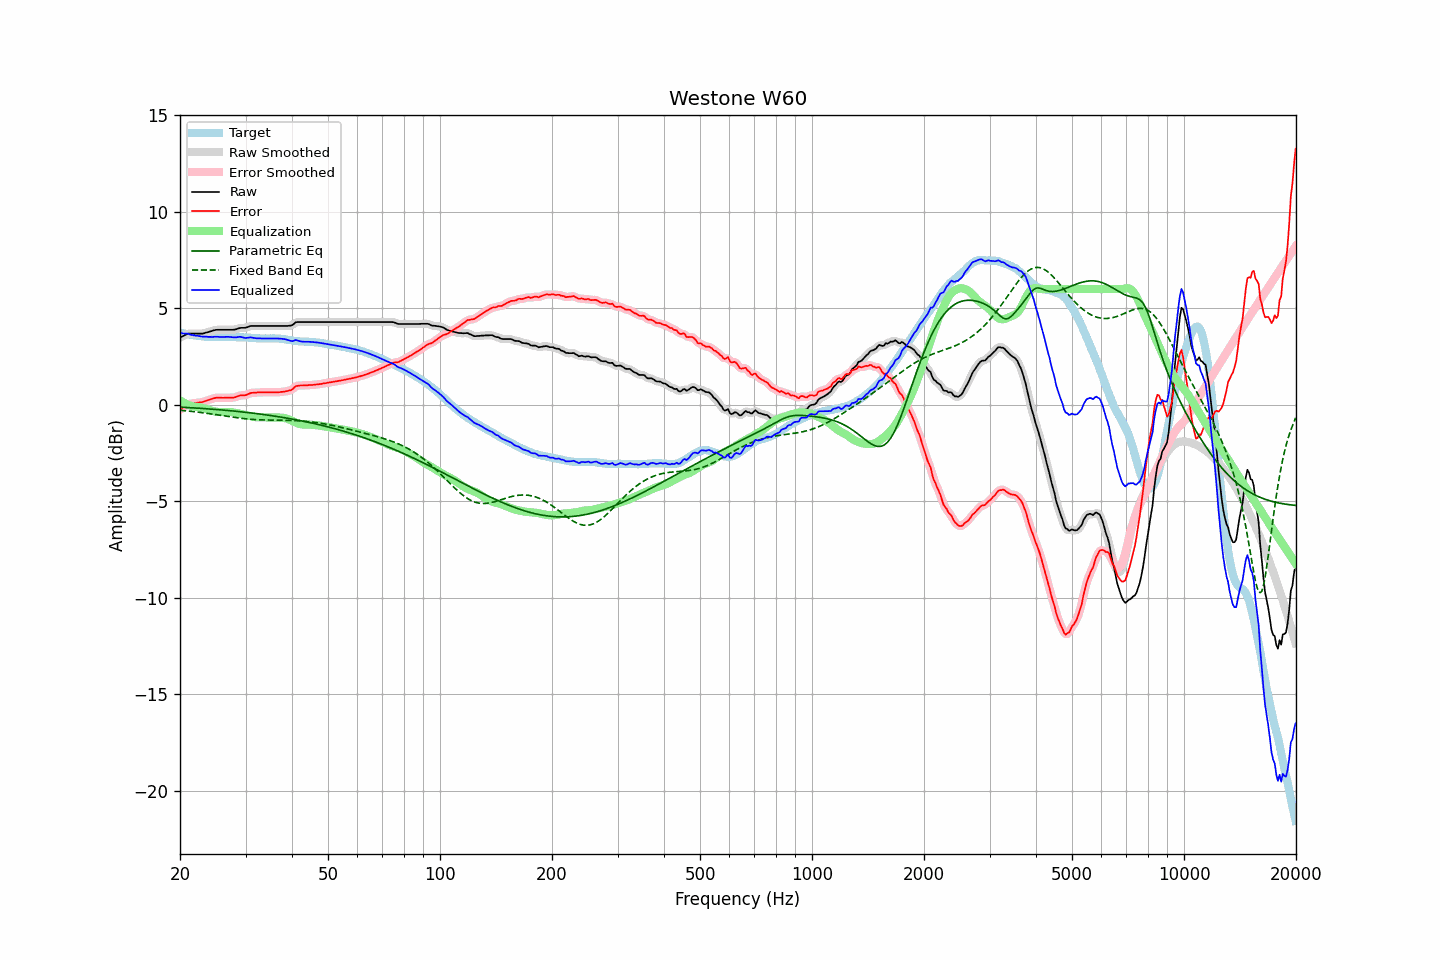 Westone W60
Target
Raw Smoothed
Error Smoothed
Raw
Error
Equalization
Parametric Eq
Fixed Band Eq
Equalized
15
10
5
0
−5
−10
−15
−20
Amplitude (dBr)
20
50
100
200
500
1000
2000
5000
10000
20000
Frequency (Hz)